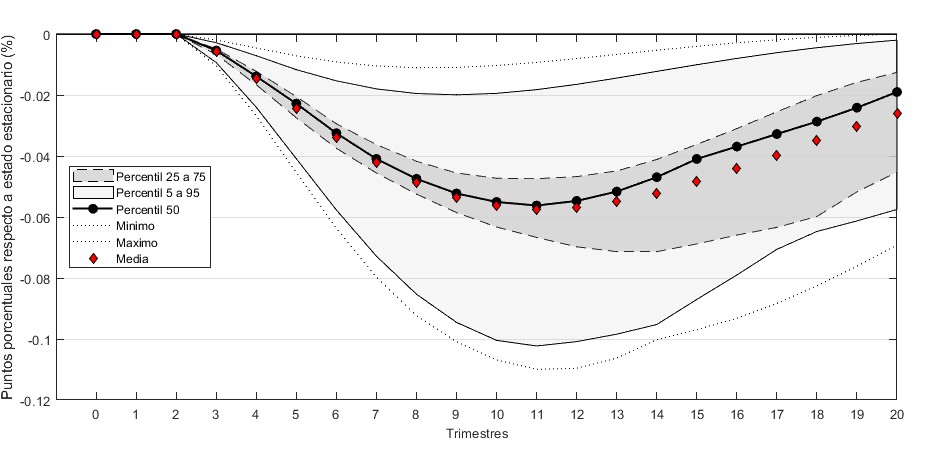 Puntos porcentuales respecto a estado estacionario (%)
0
-0.02
-0.04
-0.06
-0.08
-0.1
-0.12
Percentil 25 a 75
Percentil 5 a 95
Percentil 50
Minimo
Maximo
Media
0 1 2 3 4 5 6 7 8 9 10 11 12 13 14 15 16 17 18 19 20
Trimestres